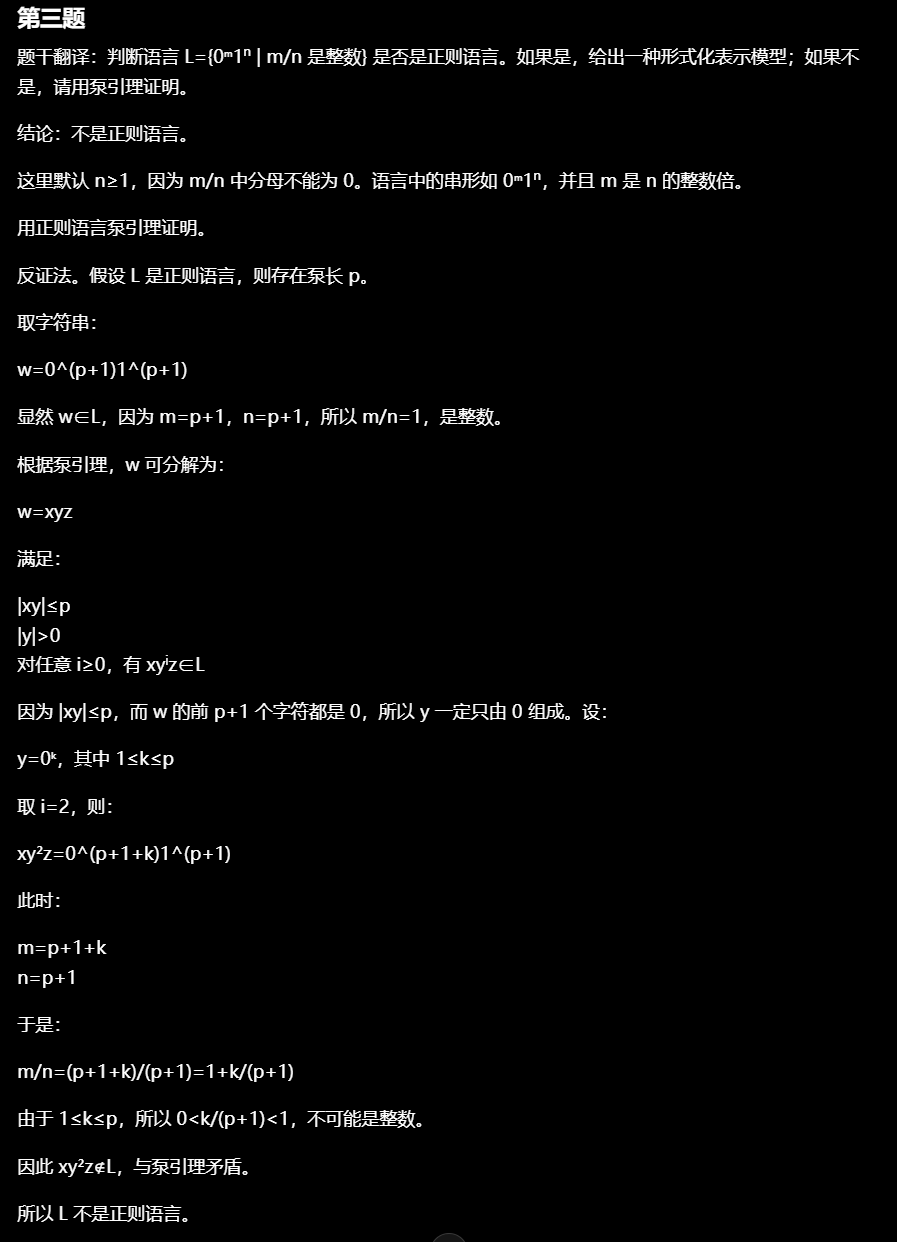 第三题
题干翻译：判断语言 L={0ᵐ1ⁿ | m/n 是整数} 是否是正则语言。如果是，给出一种形式化表示模型；如果不
是，请用泵引理证明。
结论：不是正则语言。
这里默认 n≥1，因为 m/n 中分母不能为 0。语言中的串形如 0ᵐ1ⁿ，并且 m 是 n 的整数倍。
用正则语言泵引理证明。
反证法。假设 L 是正则语言，则存在泵长 p。
取字符串：
w=0^(p+1)1^(p+1)
显然 w∈L，因为 m=p+1，n=p+1，所以 m/n=1，是整数。
根据泵引理，w 可分解为：
w=xyz
满足：
|xy|≤p
|y|>0
对任意 i≥0，有 xyⁱz∈L
因为 |xy|≤p，而 w 的前 p+1 个字符都是 0，所以 y 一定只由 0 组成。设：
y=0ᵏ，其中 1≤k≤p
取 i=2，则：
xy²z=0^(p+1+k)1^(p+1)
此时：
m=p+1+k
n=p+1
于是：
m/n=(p+1+k)/(p+1)=1+k/(p+1)
由于 1≤k≤p，所以 0<k/(p+1)<1，不可能是整数。
因此 xy²z∉L，与泵引理矛盾。
所以 L 不是正则语言。